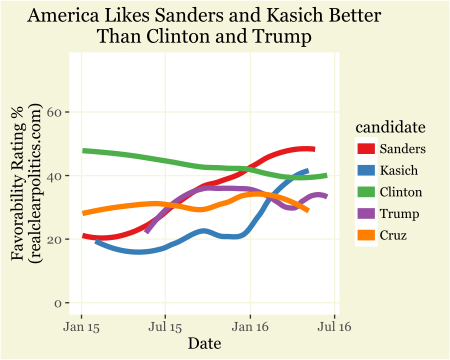 America Likes Sanders and Kasich Better
Than Clinton and Trump
Favorability Rating %
(realclearpolitics.com)
60
40
20
0
Jan 15
Jul 15
Jan 16
Jul 16
Date
candidate
Sanders
Kasich
Clinton
Trump
Cruz